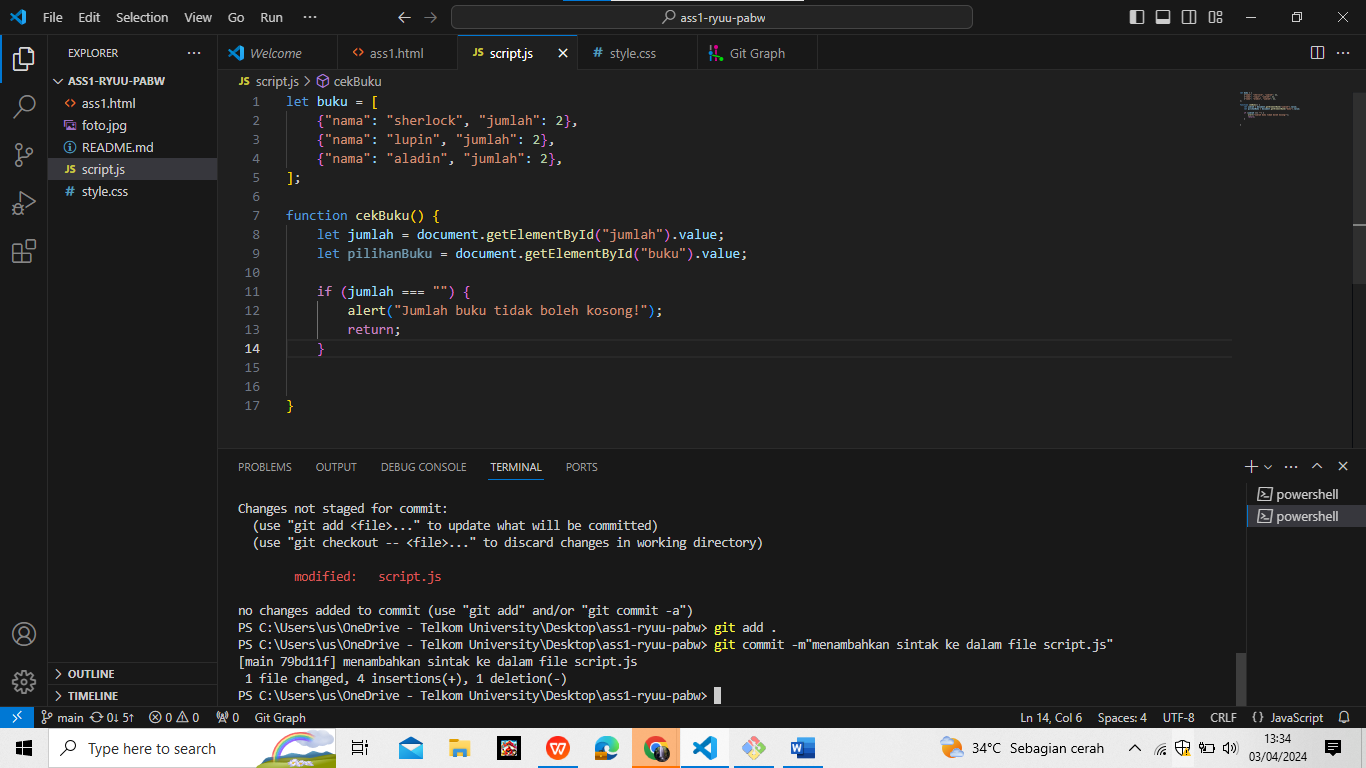 File Edit Selection View Go Run ··· ass1-ryuu-pabw
EXPLORER ···
ASS1-RYUU-PABW
ass1.html
foto.jpg
README.md
JS script.js
# style.css
OUTLINE
TIMELINE
Welcome ass1.html JS script.js # style.css Git Graph ···
JS script.js > cekBuku
1 let buku = [
2 {"nama": "sherlock", "jumlah": 2},
3 {"nama": "lupin", "jumlah": 2},
4 {"nama": "aladin", "jumlah": 2},
5 ];
6
7 function cekBuku() {
8 let jumlah = document.getElementById("jumlah").value;
9 let pilihanBuku = document.getElementById("buku").value;
10
11 if (jumlah === "") {
12 alert("Jumlah buku tidak boleh kosong!");
13 return;
14 }
15
16
17 }
PROBLEMS OUTPUT DEBUG CONSOLE TERMINAL PORTS
powershell
powershell
Changes not staged for commit:
(use "git add <file>..." to update what will be committed)
(use "git checkout -- <file>..." to discard changes in working directory)
modified: script.js
no changes added to commit (use "git add" and/or "git commit -a")
PS C:\Users\us\OneDrive - Telkom University\Desktop\ass1-ryuu-pabw> git add .
PS C:\Users\us\OneDrive - Telkom University\Desktop\ass1-ryuu-pabw> git commit -m"menambahkan sintak ke dalam file script.js"
[main 79bd11f] menambahkan sintak ke dalam file script.js
1 file changed, 4 insertions(+), 1 deletion(-)
PS C:\Users\us\OneDrive - Telkom University\Desktop\ass1-ryuu-pabw>
main 0↓ 5↑ 0 0 0 Git Graph Ln 14, Col 6 Spaces: 4 UTF-8 CRLF {} JavaScript
Type here to search
34°C Sebagian cerah
13:34
03/04/2024